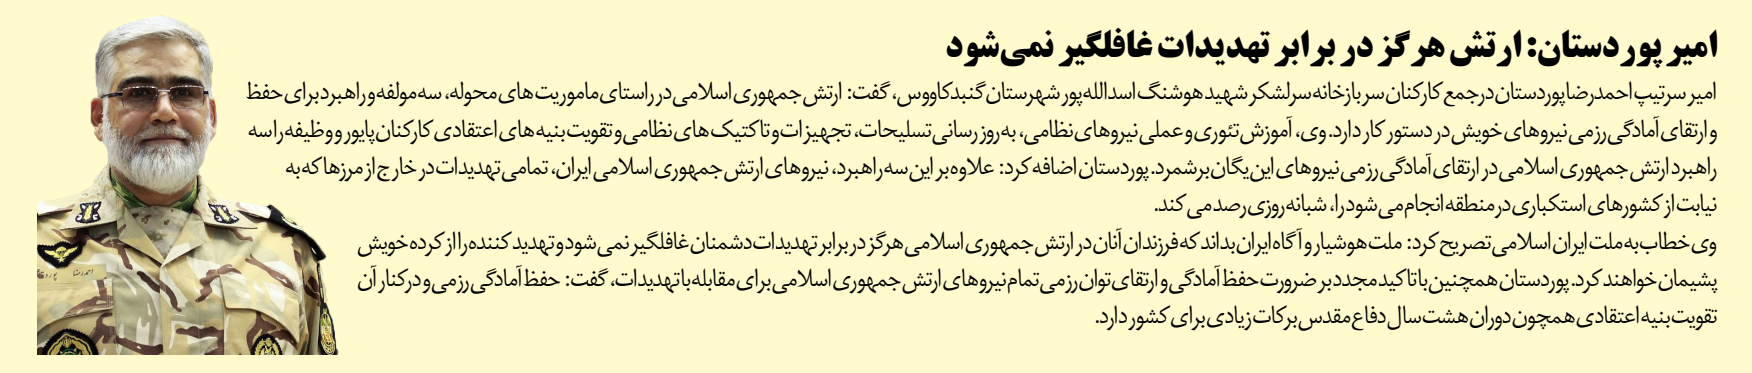 امیر پوردستان: ارتش هرگز در برابر تهدیدات غافلگیر نمی‌شود
امیر سرتیپ احمدرضا پوردستان در جمع کارکنان سربازخانه سرلشکر شهید هوشنگ اسدالله‌پور شهرستان گنبدکاووس، گفت: ارتش جمهوری اسلامی در راستای ماموریت‌های محوله، سه مولفه و راهبرد برای حفظ
و ارتقای آمادگی رزمی نیروهای خویش در دستور کار دارد. وی، آموزش تئوری و عملی نیروهای نظامی، به‌روز رسانی تسلیحات، تجهیزات و تاکتیک‌های نظامی و تقویت بنیه‌های اعتقادی کارکنان پایور و وظیفه را سه
راهبرد ارتش جمهوری اسلامی در ارتقای آمادگی رزمی نیروهای این یگان برشمرد. پوردستان اضافه کرد: علاوه بر این سه راهبرد، نیروهای ارتش جمهوری اسلامی ایران، تمامی تهدیدات در خارج از مرزها که به
نیابت از کشورهای استکباری در منطقه انجام می‌شود را، شبانه‌روزی رصد می‌کند.
وی خطاب به ملت ایران اسلامی تصریح کرد: ملت هوشیار و آگاه ایران بداند که فرزندان آنان در ارتش جمهوری اسلامی هرگز در برابر تهدیدات دشمنان غافلگیر نمی‌شود و تهدید کننده را از کرده خویش
پشیمان خواهند کرد. پوردستان همچنین با تاکید مجدد بر ضرورت حفظ آمادگی و ارتقای توان رزمی تمام نیروهای ارتش جمهوری اسلامی برای مقابله با تهدیدات، گفت: حفظ آمادگی رزمی و در کنار آن
تقویت بنیه اعتقادی همچون دوران هشت سال دفاع مقدس برکات زیادی برای کشور دارد.
احمدرضا